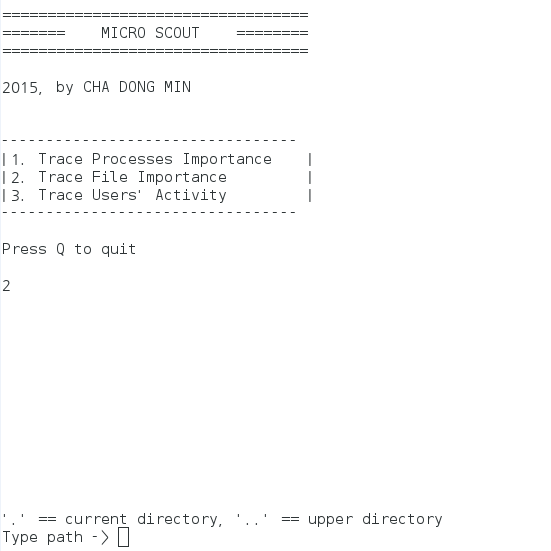 ==================================
=======    MICRO SCOUT    ========
==================================
2015, by CHA DONG MIN
---------------------------------
|1. Trace Processes Importance    |
|2. Trace File Importance         |
|3. Trace Users' Activity         |
---------------------------------
Press Q to quit
2
'.' == current directory, '..' == upper directory
Type path ->